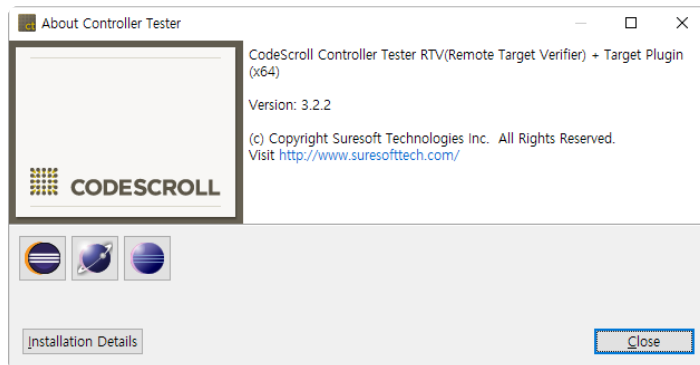 ct About Controller Tester
CodeScroll Controller Tester RTV(Remote Target Verifier) + Target Plugin
(x64)
Version: 3.2.2
(c) Copyright Suresoft Technologies Inc.  All Rights Reserved.
Visit http://www.suresofttech.com/
CODESCROLL
Installation Details
Close